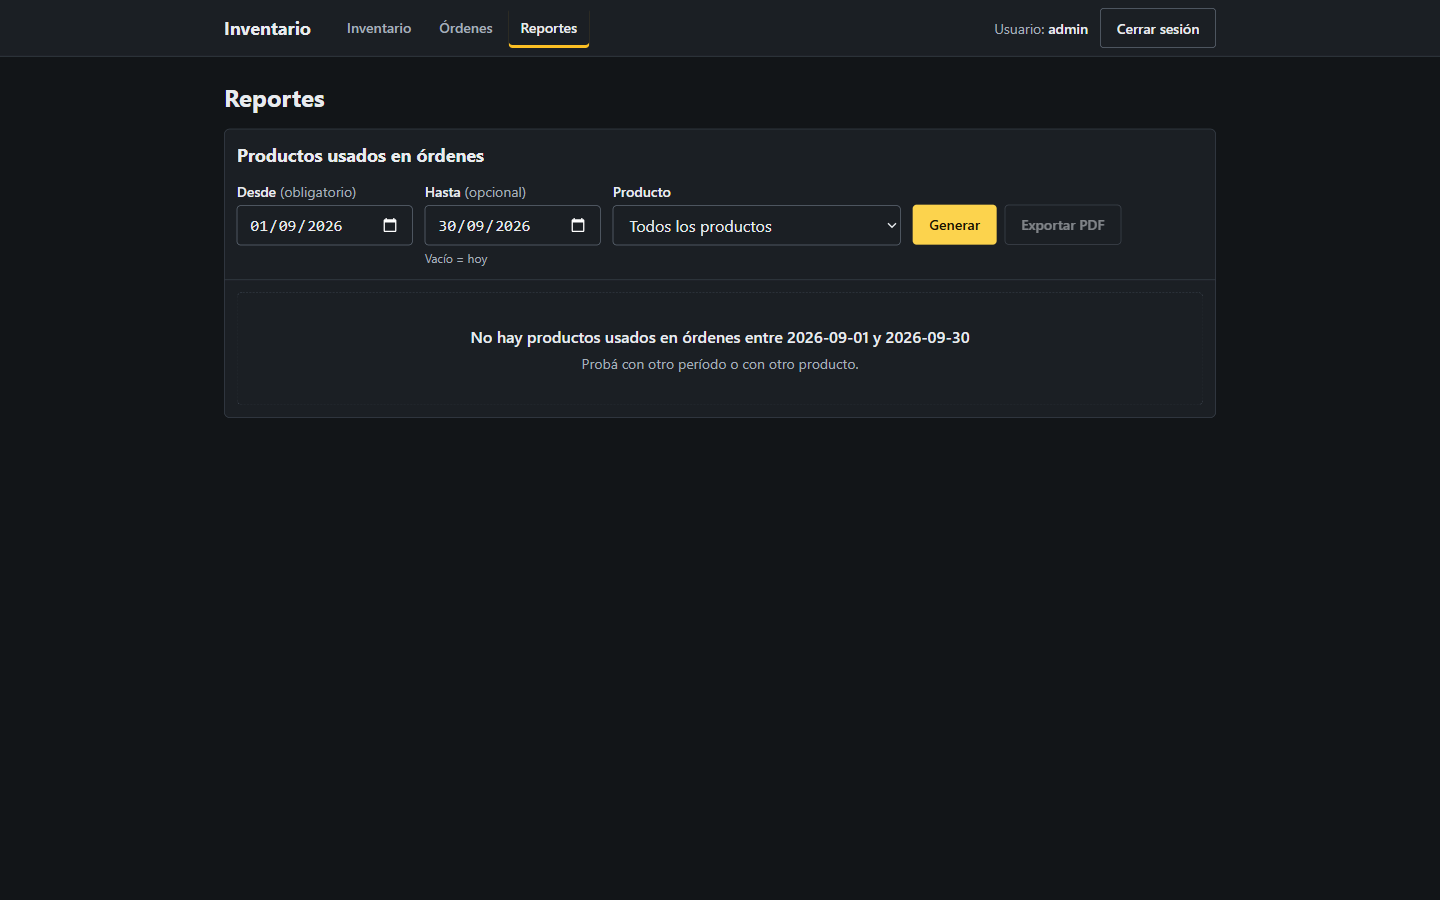 Inventario Inventario Órdenes Reportes Usuario: admin Cerrar sesión
Reportes
Productos usados en órdenes
Desde (obligatorio) Hasta (opcional) Producto
01/09/2026 30/09/2026 Todos los productos Generar Exportar PDF
Vacío = hoy
No hay productos usados en órdenes entre 2026-09-01 y 2026-09-30
Probá con otro período o con otro producto.